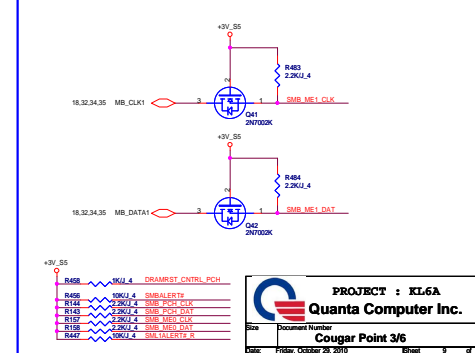 +3V_S5
R483
2.2K/J_4
2
18,32,34,35 MB_CLK1 3 1 SMB_ME1_CLK
Q41
2N7002K
+3V_S5
R484
2.2K/J_4
2
18,32,34,35 MB_DATA1 3 1 SMB_ME1_DAT
Q42
2N7002K
+3V_S5
R458 1K/J_4 DRAMRST_CNTRL_PCH
R456 10K/J_4 SMBALERT#
R144 2.2K/J_4 SMB_PCH_CLK
R143 2.2K/J_4 SMB_PCH_DAT
R157 2.2K/J_4 SMB_ME0_CLK
R158 2.2K/J_4 SMB_ME0_DAT
R447 10K/J_4 SML1ALERT#_R
PROJECT : KL6A
Quanta Computer Inc.
Size Document Number
Cougar Point 3/6
Date: Friday, October 29, 2010 Sheet 9 of